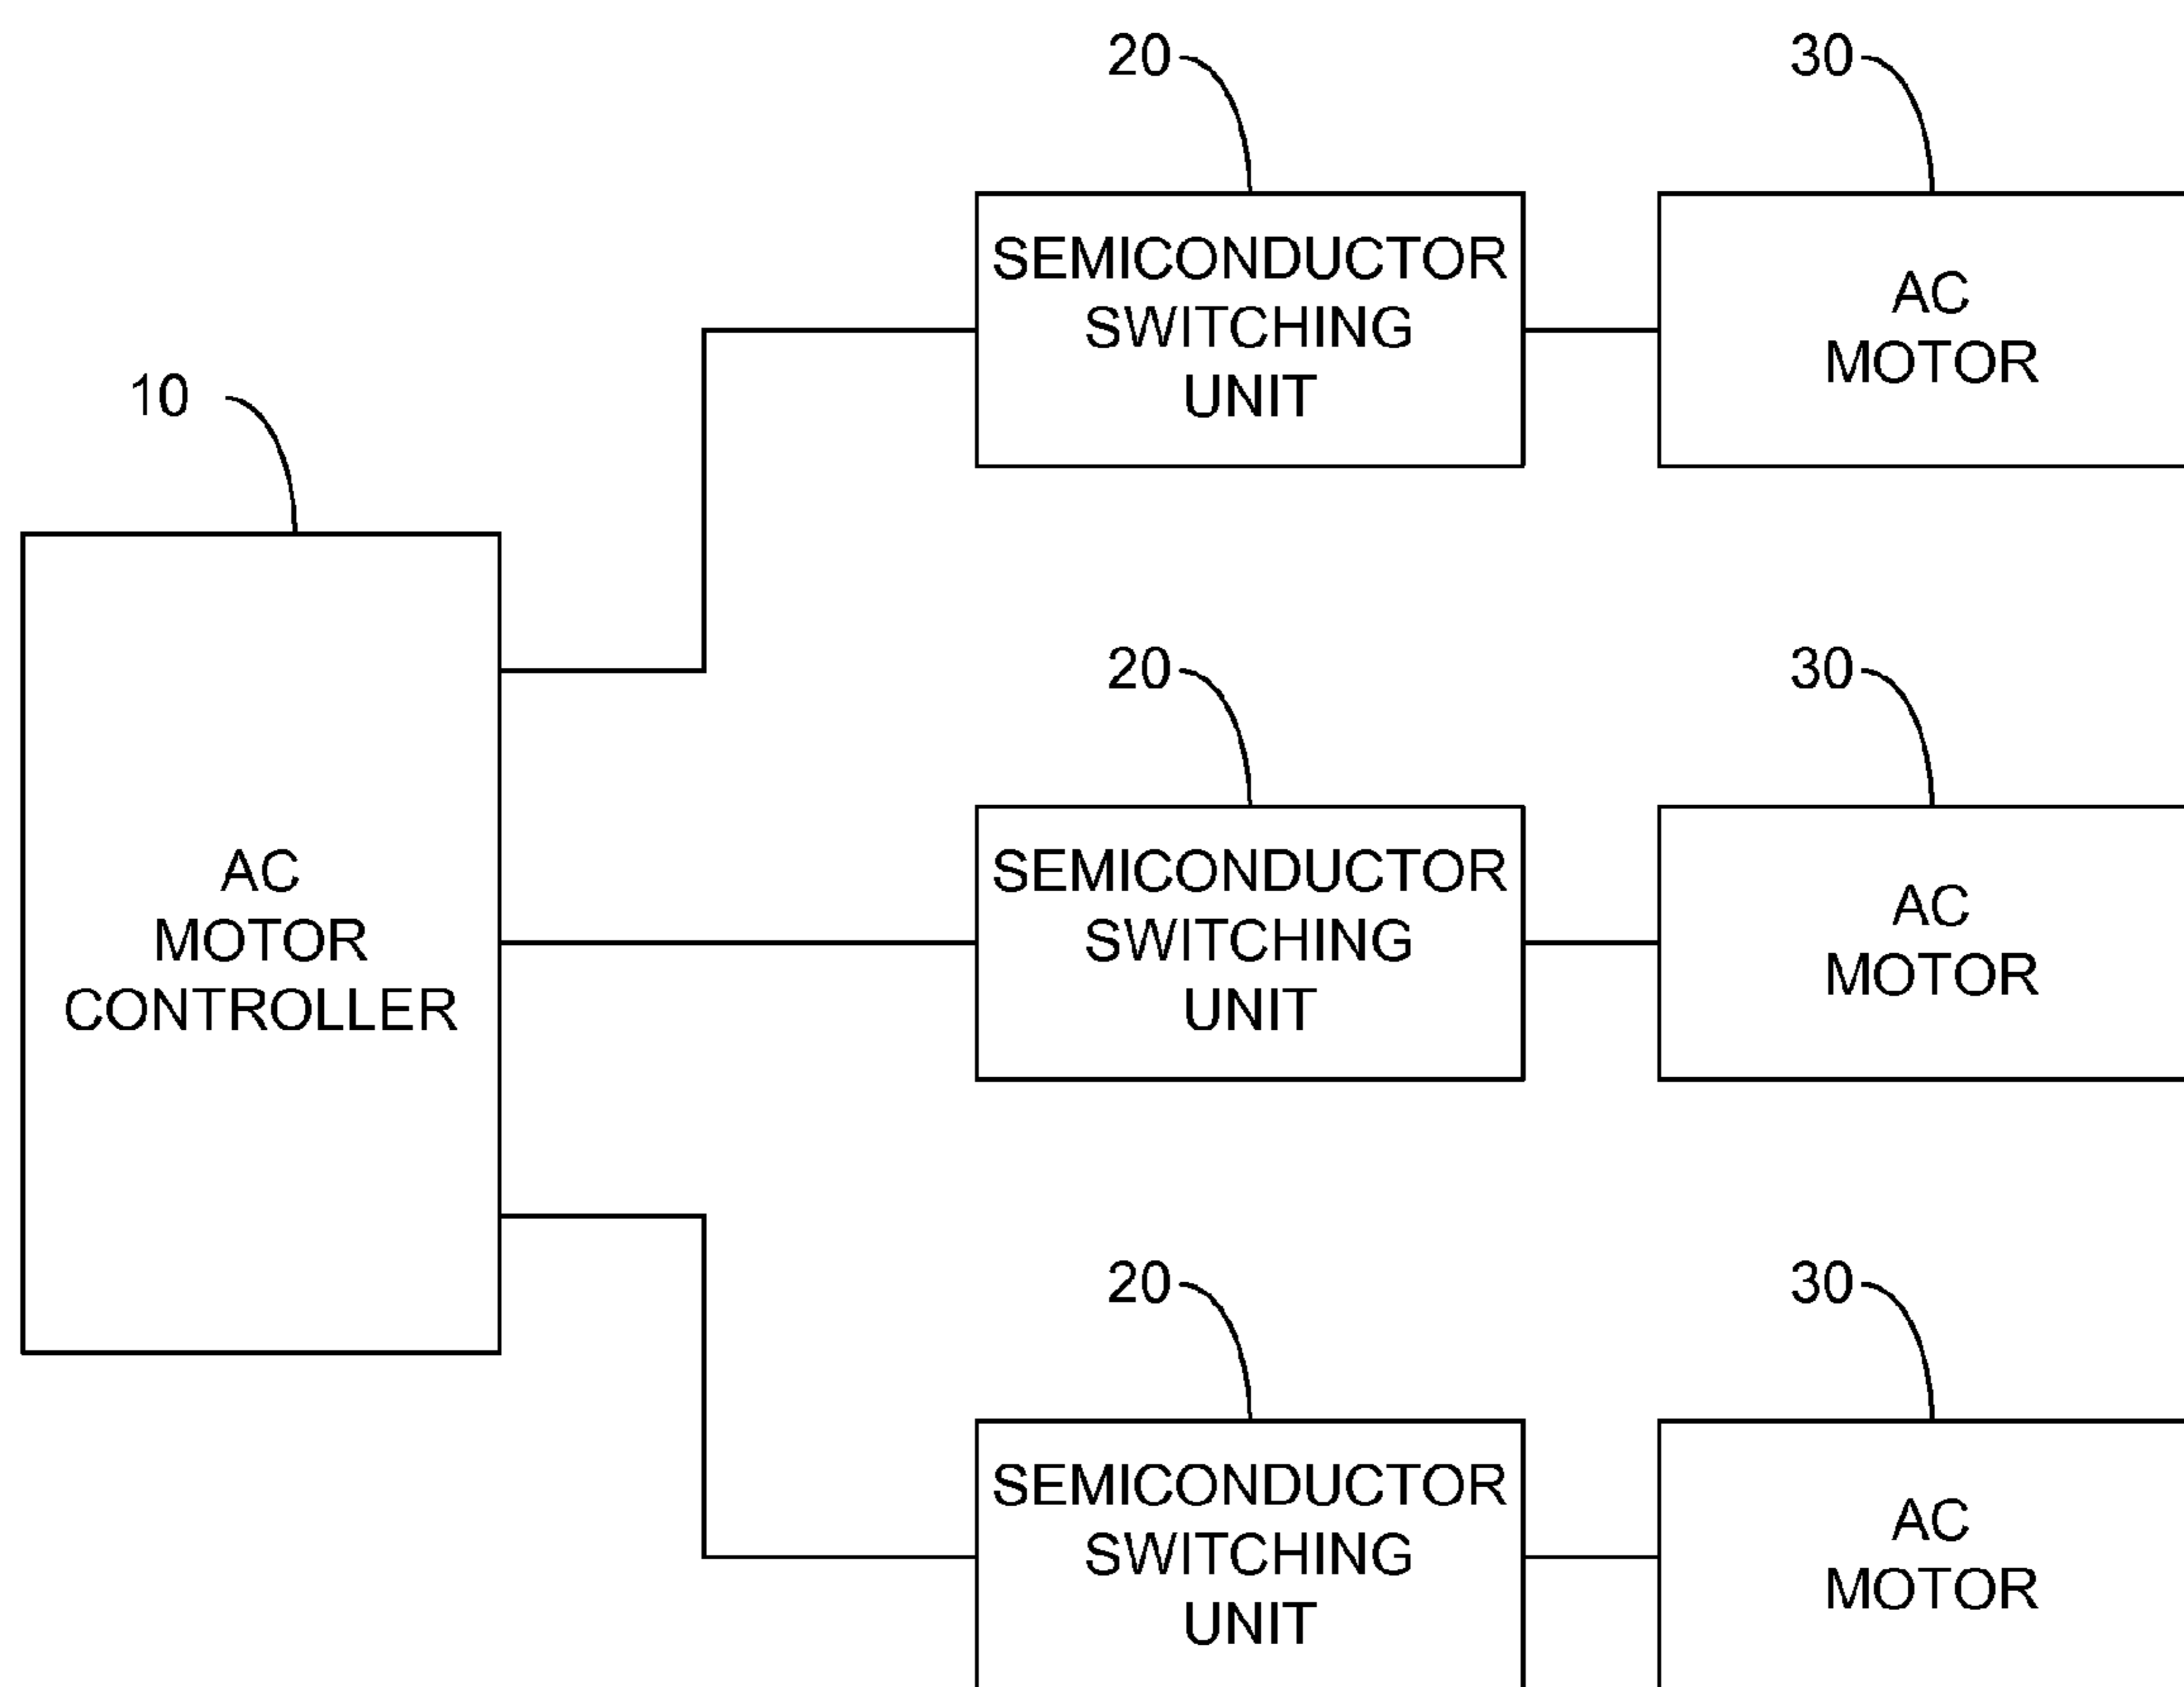 20
30
SEMICONDUCTOR
SWITCHING
UNIT
AC
MOTOR
10
20
30
AC
MOTOR
CONTROLLER
SEMICONDUCTOR
SWITCHING
UNIT
AC
MOTOR
20
30
SEMICONDUCTOR
SWITCHING
UNIT
AC
MOTOR